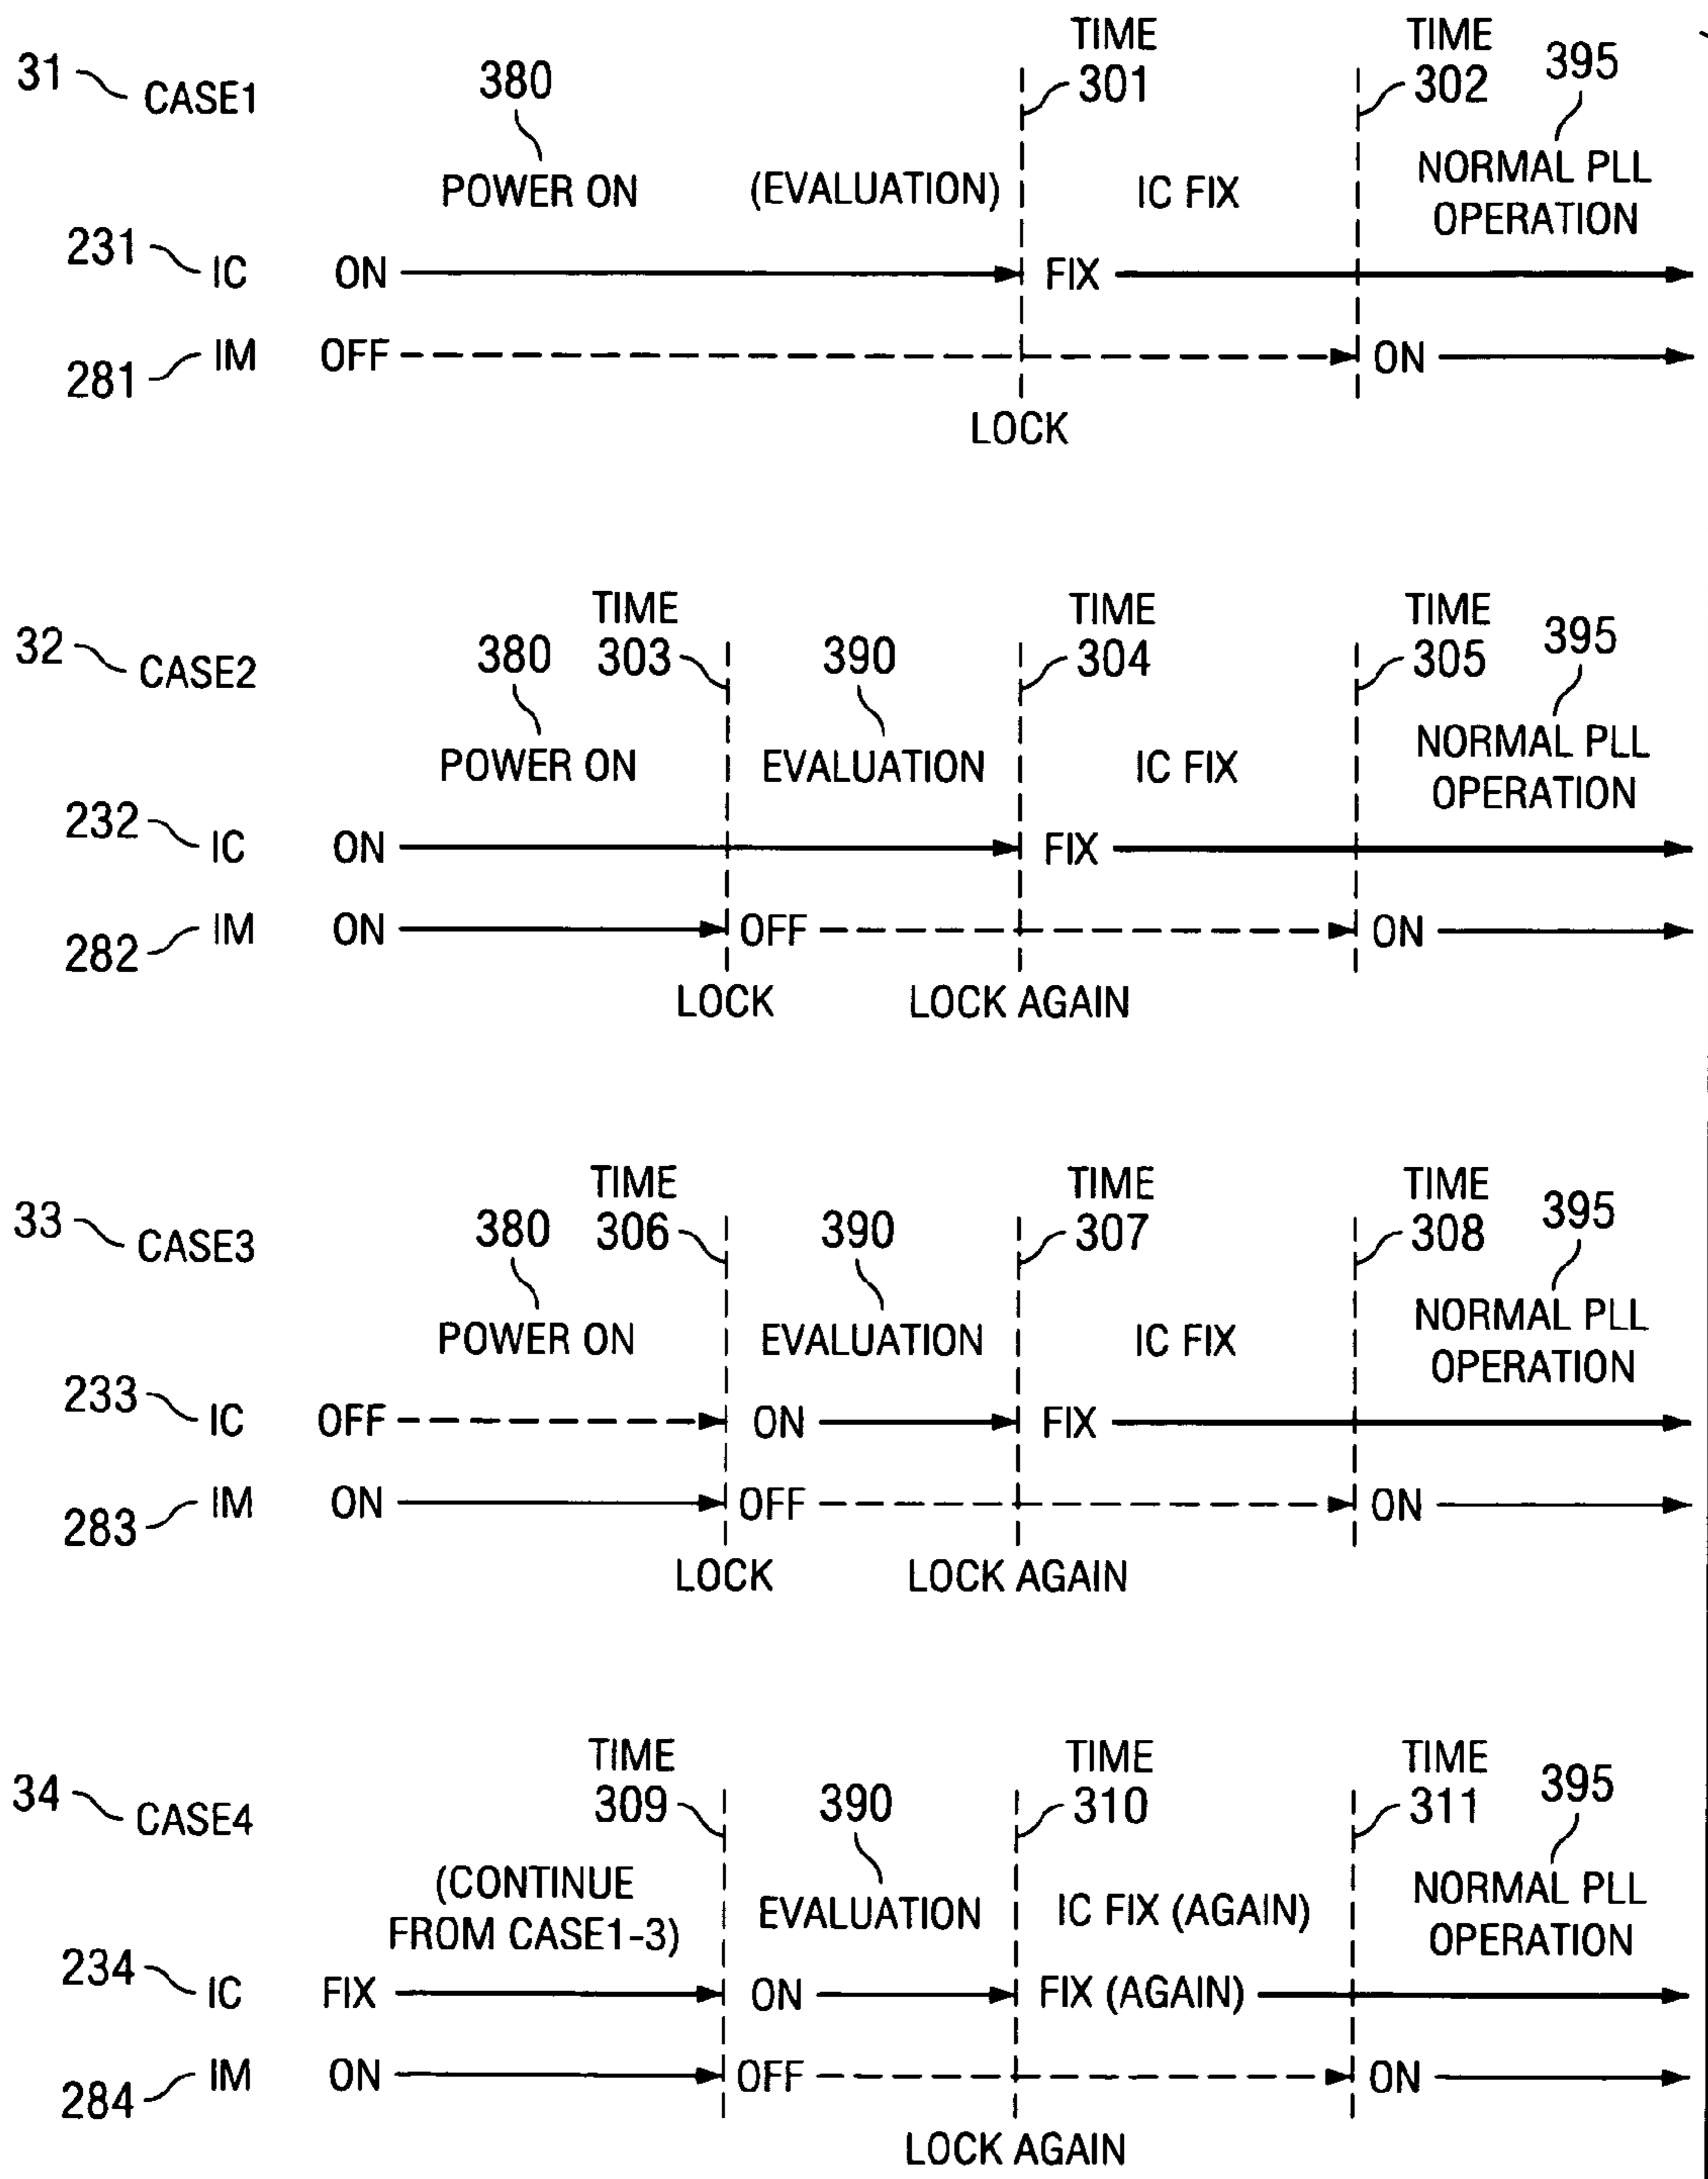 31 CASE1
380
TIME 301
TIME 302
395
POWER ON (EVALUATION) IC FIX NORMAL PLL OPERATION
231 IC ON FIX
281 IM OFF ON
LOCK
32 CASE2
380
TIME 303
390
TIME 304
TIME 305
395
POWER ON EVALUATION IC FIX NORMAL PLL OPERATION
232 IC ON FIX
282 IM ON OFF ON
LOCK LOCK AGAIN
33 CASE3
380
TIME 306
390
TIME 307
TIME 308
395
POWER ON EVALUATION IC FIX NORMAL PLL OPERATION
233 IC OFF ON FIX
283 IM ON OFF ON
LOCK LOCK AGAIN
34 CASE4
TIME 309
390
TIME 310
TIME 311
395
(CONTINUE FROM CASE1-3) EVALUATION IC FIX (AGAIN) NORMAL PLL OPERATION
234 IC FIX ON FIX (AGAIN)
284 IM ON OFF ON
LOCK AGAIN